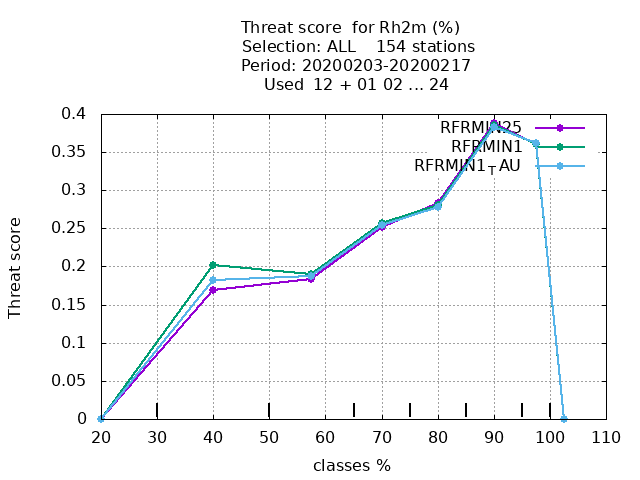 Threat score  for Rh2m (%)
Selection: ALL    154 stations
Period: 20200203-20200217
Used  12 + 01 02 ... 24
0.4
0.35
0.3
0.25
0.2
0.15
0.1
0.05
0
Threat score
RFRMIN25
RFRMIN1
RFRMIN1TAU
20 30 40 50 60 70 80 90 100 110
classes %